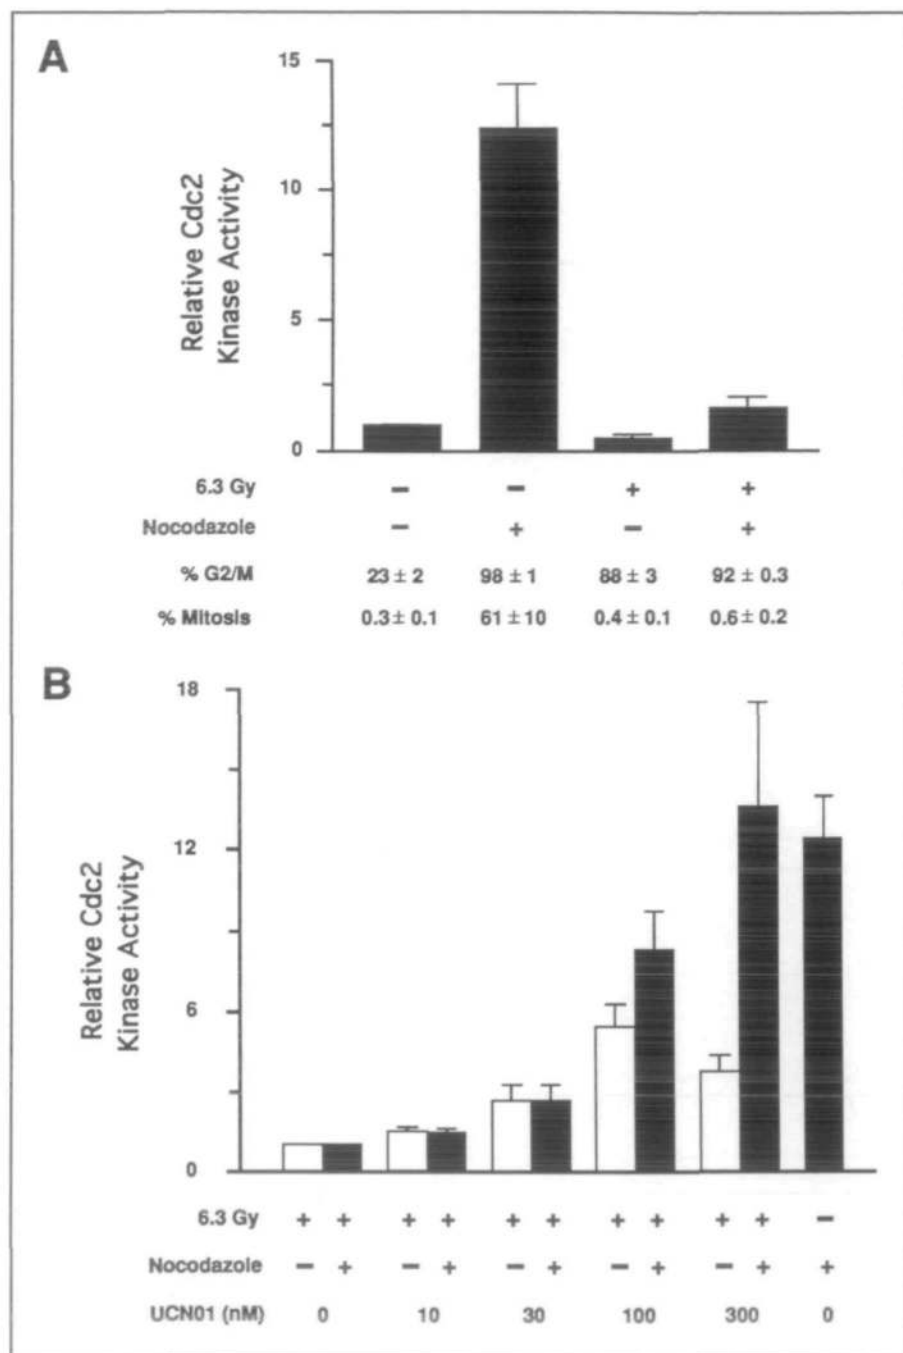 A
15
10
5
0
Relative Cdc2
Kinase Activity
6.3 Gy − − + +
Nocodazole − + − +
% G2/M 23 ± 2 98 ± 1 88 ± 3 92 ± 0.3
% Mitosis 0.3 ± 0.1 61 ± 10 0.4 ± 0.1 0.6 ± 0.2
B
18
12
6
0
Relative Cdc2
Kinase Activity
6.3 Gy + + + + + + + + + + −
Nocodazole − + − + − + − + − + +
UCN01 (nM) 0 10 30 100 300 0